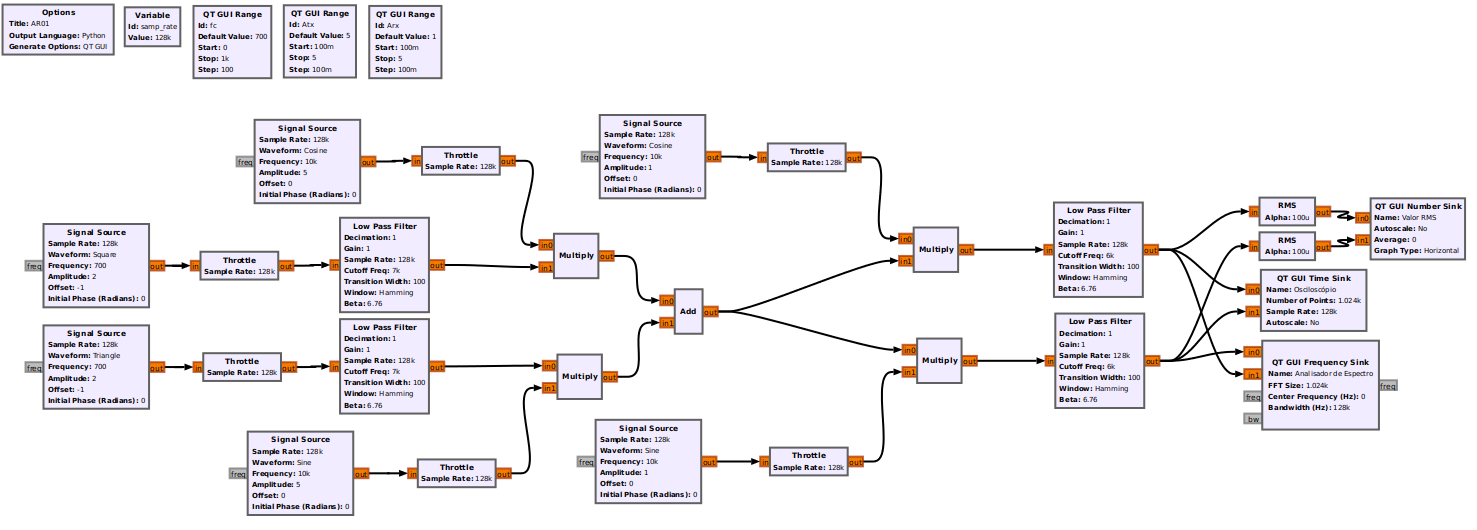 Options
Title: AR01
Output Language: Python
Generate Options: QT GUI
Variable
Id: samp_rate
Value: 128k
QT GUI Range
Id: fc
Default Value: 700
Start: 0
Stop: 1k
Step: 100
QT GUI Range
Id: Atx
Default Value: 5
Start: 100m
Stop: 5
Step: 100m
QT GUI Range
Id: Arx
Default Value: 1
Start: 100m
Stop: 5
Step: 100m
Signal Source
Sample Rate: 128k
Waveform: Cosine
Frequency: 10k
Amplitude: 5
Offset: 0
Initial Phase (Radians): 0
freq
out
Throttle
Sample Rate: 128k
in
out
Signal Source
Sample Rate: 128k
Waveform: Cosine
Frequency: 10k
Amplitude: 1
Offset: 0
Initial Phase (Radians): 0
freq
out
Throttle
Sample Rate: 128k
in
out
Signal Source
Sample Rate: 128k
Waveform: Square
Frequency: 700
Amplitude: 2
Offset: -1
Initial Phase (Radians): 0
freq
out
Throttle
Sample Rate: 128k
in
out
Low Pass Filter
Decimation: 1
Gain: 1
Sample Rate: 128k
Cutoff Freq: 7k
Transition Width: 100
Window: Hamming
Beta: 6.76
in
out
in0
in1
Multiply
out
Signal Source
Sample Rate: 128k
Waveform: Triangle
Frequency: 700
Amplitude: 2
Offset: -1
Initial Phase (Radians): 0
freq
out
Throttle
Sample Rate: 128k
in
out
Low Pass Filter
Decimation: 1
Gain: 1
Sample Rate: 128k
Cutoff Freq: 7k
Transition Width: 100
Window: Hamming
Beta: 6.76
in
out
in0
in1
Multiply
out
Signal Source
Sample Rate: 128k
Waveform: Sine
Frequency: 10k
Amplitude: 5
Offset: 0
Initial Phase (Radians): 0
freq
out
Throttle
Sample Rate: 128k
in
out
in0
in1
Add
out
Signal Source
Sample Rate: 128k
Waveform: Sine
Frequency: 10k
Amplitude: 1
Offset: 0
Initial Phase (Radians): 0
freq
out
Throttle
Sample Rate: 128k
in
out
in0
in1
Multiply
out
in0
in1
Multiply
out
Low Pass Filter
Decimation: 1
Gain: 1
Sample Rate: 128k
Cutoff Freq: 6k
Transition Width: 100
Window: Hamming
Beta: 6.76
in
out
Low Pass Filter
Decimation: 1
Gain: 1
Sample Rate: 128k
Cutoff Freq: 6k
Transition Width: 100
Window: Hamming
Beta: 6.76
in
out
RMS
Alpha: 100u
in
out
RMS
Alpha: 100u
in
out
QT GUI Number Sink
Name: Valor RMS
Autoscale: No
Average: 0
Graph Type: Horizontal
in0
in1
QT GUI Time Sink
Name: Osciloscópio
Number of Points: 1.024k
Sample Rate: 128k
Autoscale: No
in0
in1
QT GUI Frequency Sink
Name: Analisador de Espectro
FFT Size: 1.024k
Center Frequency (Hz): 0
Bandwidth (Hz): 128k
in0
in1
freq
bw
freq